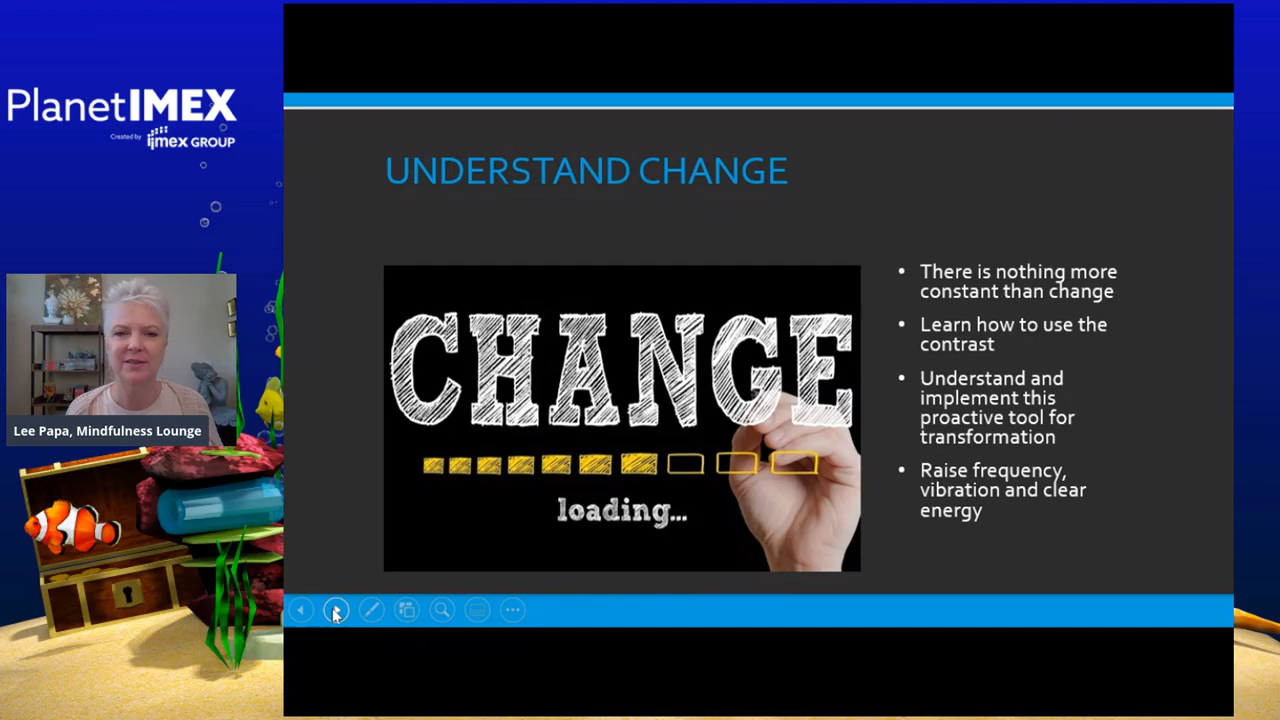 PlanetIMEX
Created by imex GROUP
Lee Papa, Mindfulness Lounge
UNDERSTAND CHANGE
CHANGE
loading...
• There is nothing more
constant than change
• Learn how to use the
contrast
• Understand and
implement this
proactive tool for
transformation
• Raise frequency,
vibration and clear
energy